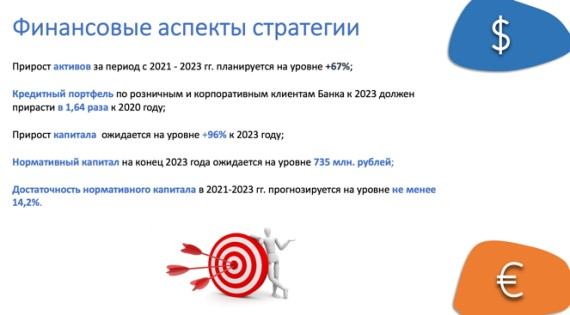 Финансовые аспекты стратегии
$
Прирост активов за период с 2021 - 2023 гг. планируется на уровне +67%;
Кредитный портфель по розничным и корпоративным клиентам Банка к 2023 должен
прирасти в 1,64 раза к 2020 году;
Прирост капитала ожидается на уровне +96% к 2023 году;
Нормативный капитал на конец 2023 года ожидается на уровне 735 млн. рублей;
Достаточность нормативного капитала в 2021-2023 гг. прогнозируется на уровне не менее
14,2%.
€